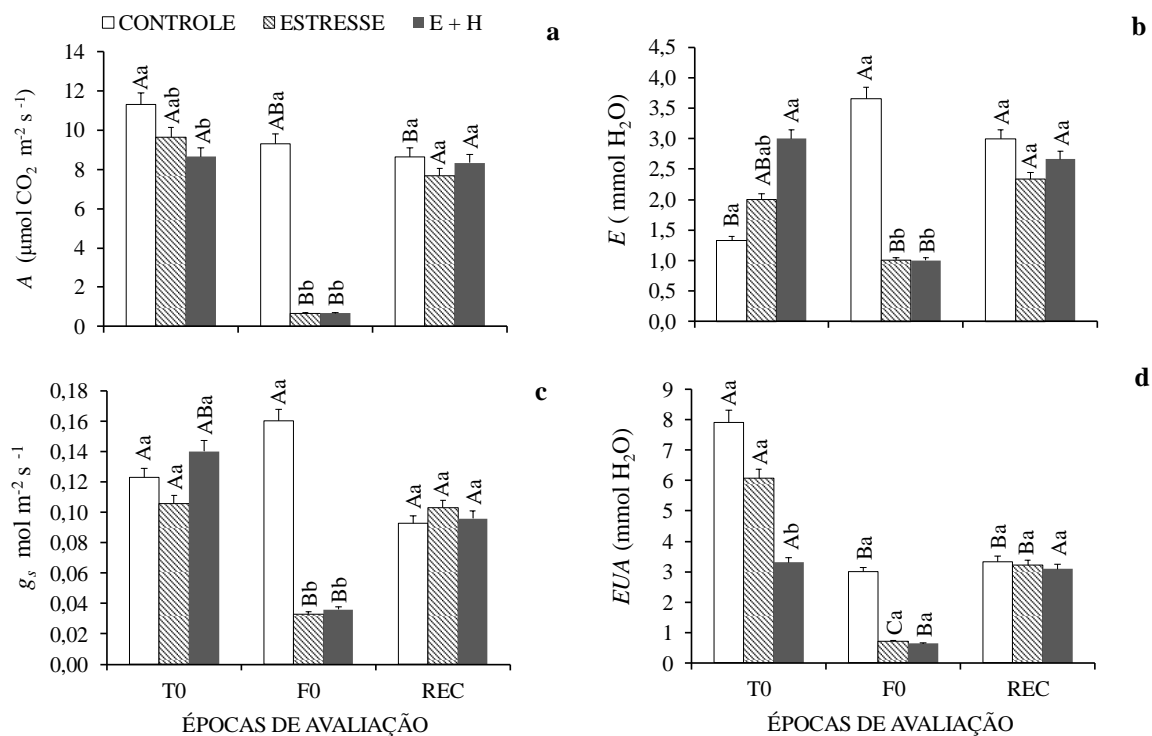 CONTROLE ESTRESSE E + H
a
14
12
10
8
6
4
2
0
A (µmol CO2 m-2 s-1)
Aa Aab Ab
ABa Bb Bb
Ba Aa Aa
b
4,5
4,0
3,5
3,0
2,5
2,0
1,5
1,0
0,5
0,0
E ( mmol H2O)
Ba ABab Aa
Aa Bb Bb
Aa Aa Aa
c
0,18
0,16
0,14
0,12
0,10
0,08
0,06
0,04
0,02
0,00
gs mol m-2 s-1
Aa Aa ABa
Aa Bb Bb
Aa Aa Aa
T0 F0 REC
ÉPOCAS DE AVALIAÇÃO
d
9
8
7
6
5
4
3
2
1
0
EUA (mmol H2O)
Aa Aa Ab
Ba Ca Ba
Ba Ba Aa
T0 F0 REC
ÉPOCAS DE AVALIAÇÃO